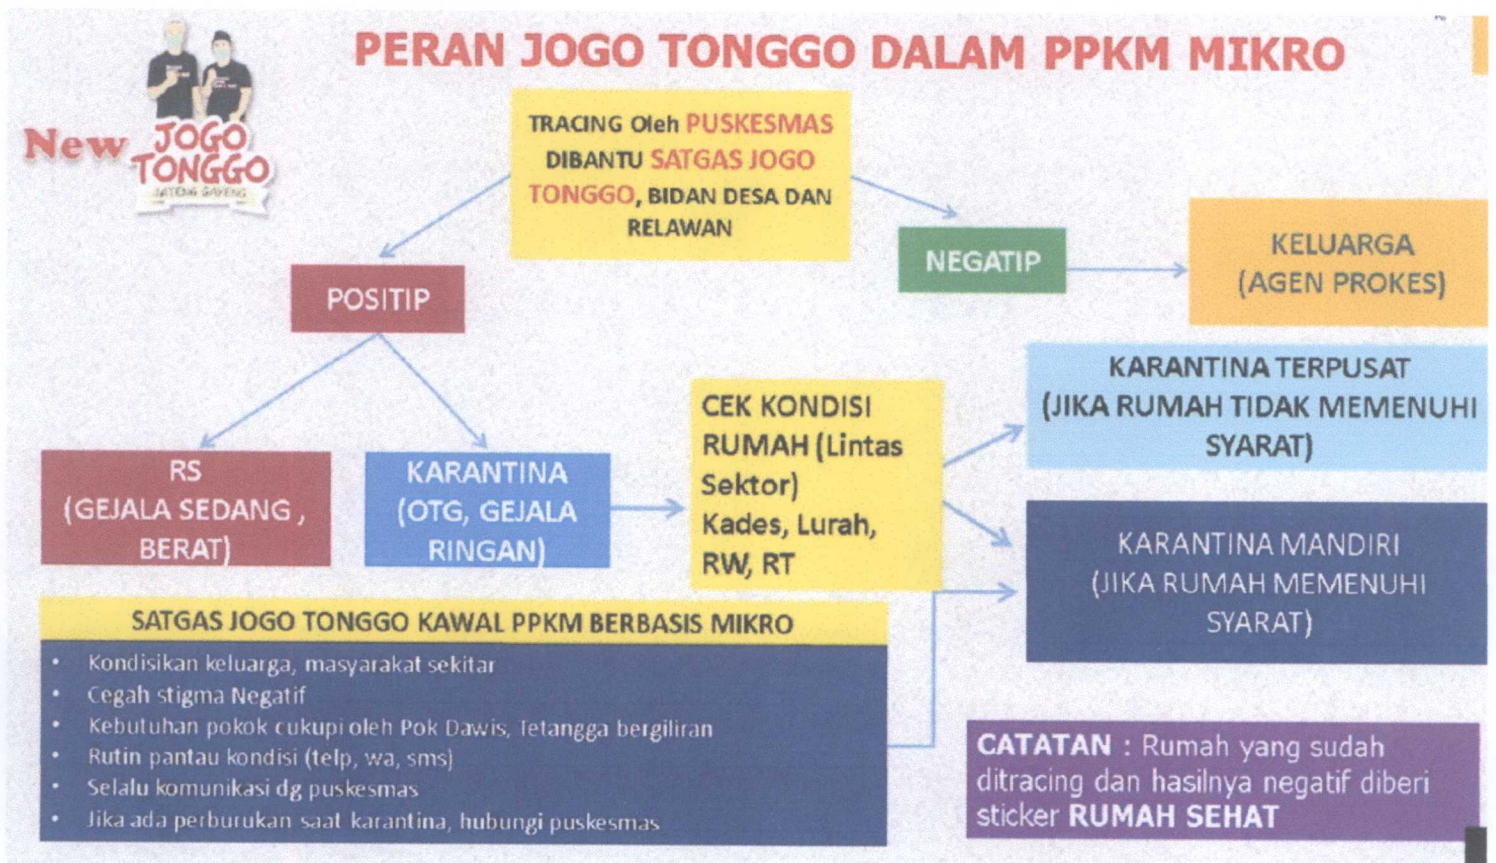 PERAN JOGO TONGGO DALAM PPKM MIKRO
New
JOGO
TONGGO
JATENG GAYENG
TRACING Oleh PUSKESMAS
DIBANTU SATGAS JOGO
TONGGO, BIDAN DESA DAN
RELAWAN
POSITIP
NEGATIP
KELUARGA
(AGEN PROKES)
RS
(GEJALA SEDANG ,
BERAT)
KARANTINA
(OTG, GEJALA
RINGAN)
CEK KONDISI
RUMAH (Lintas
Sektor)
Kades, Lurah,
RW, RT
KARANTINA TERPUSAT
(JIKA RUMAH TIDAK MEMENUHI
SYARAT)
KARANTINA MANDIRI
(JIKA RUMAH MEMENUHI
SYARAT)
SATGAS JOGO TONGGO KAWAL PPKM BERBASIS MIKRO
• Kondisikan keluarga, masyarakat sekitar
• Cegah stigma Negatif
• Kebutuhan pokok cukupi oleh Pok Dawis, Tetangga bergiliran
• Rutin pantau kondisi (telp, wa, sms)
• Selalu komunikasi dg puskesmas
• Jika ada perburukan saat karantina, hubungi puskesmas
CATATAN : Rumah yang sudah
ditracing dan hasilnya negatif diberi
sticker RUMAH SEHAT